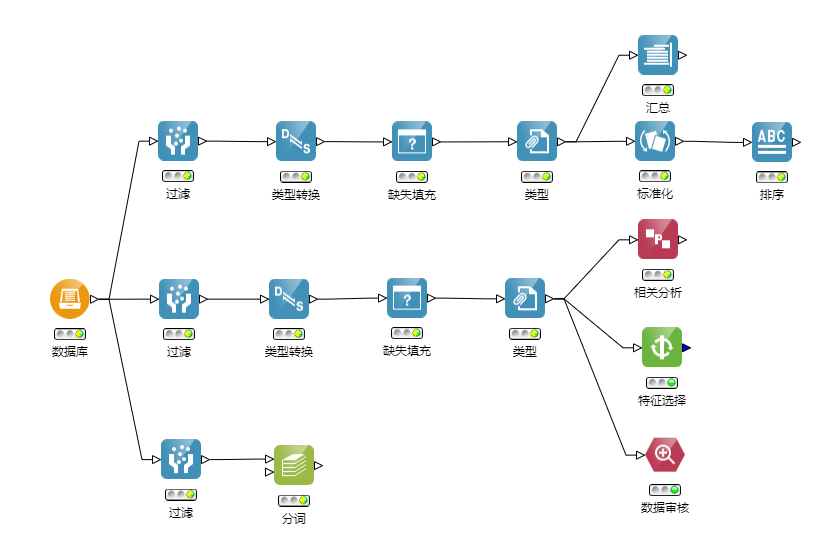 汇总
D
S
?
ABC
过滤
类型转换
缺失填充
类型
标准化
排序
P
相关分析
D
S
?
数据库
过滤
类型转换
缺失填充
类型
特征选择
过滤
分词
数据审核